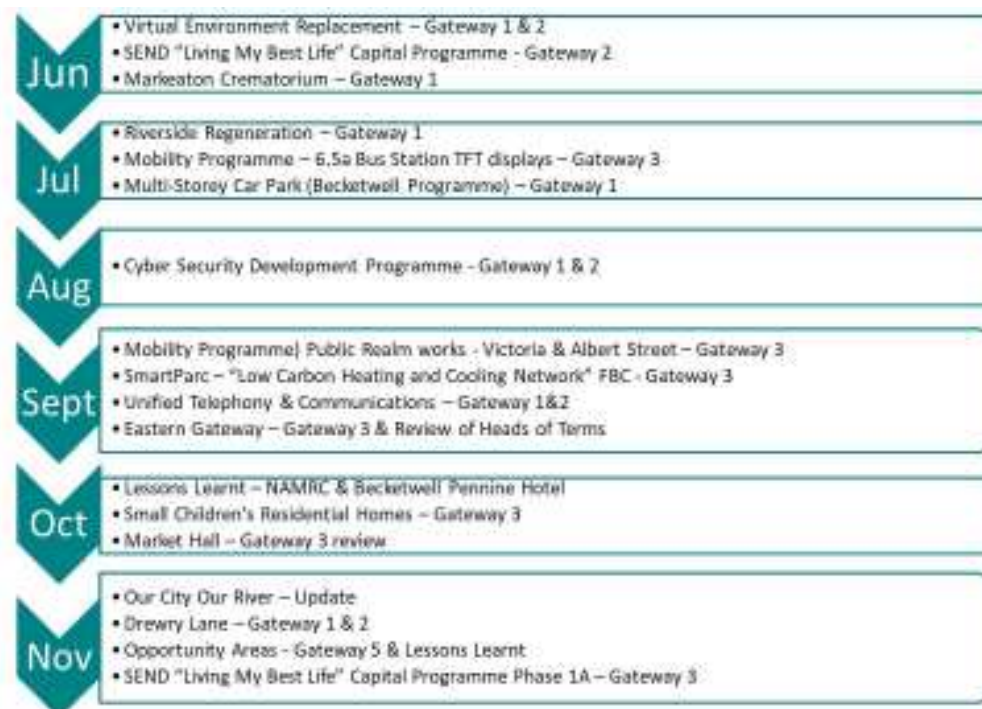 Jun
• Virtual Environment Replacement – Gateway 1 & 2
• SEND "Living My Best Life" Capital Programme - Gateway 2
• Markeaton Crematorium – Gateway 1
Jul
• Riverside Regeneration – Gateway 1
• Mobility Programme – 6.5a Bus Station TFT displays – Gateway 3
• Multi-Storey Car Park (Becketwell Programme) – Gateway 1
Aug
• Cyber Security Development Programme - Gateway 1 & 2
Sept
• Mobility Programme) Public Realm works - Victoria & Albert Street – Gateway 3
• SmartParc – "Low Carbon Heating and Cooling Network" FBC - Gateway 3
• Unified Telephony & Communications – Gateway 1&2
• Eastern Gateway – Gateway 3 & Review of Heads of Terms
Oct
• Lessons Learnt – NAMRC & Becketwell Pennine Hotel
• Small Children's Residential Homes – Gateway 3
• Market Hall – Gateway 3 review
Nov
• Our City Our River – Update
• Drewry Lane – Gateway 1 & 2
• Opportunity Areas - Gateway 5 & Lessons Learnt
• SEND "Living My Best Life" Capital Programme Phase 1A – Gateway 3